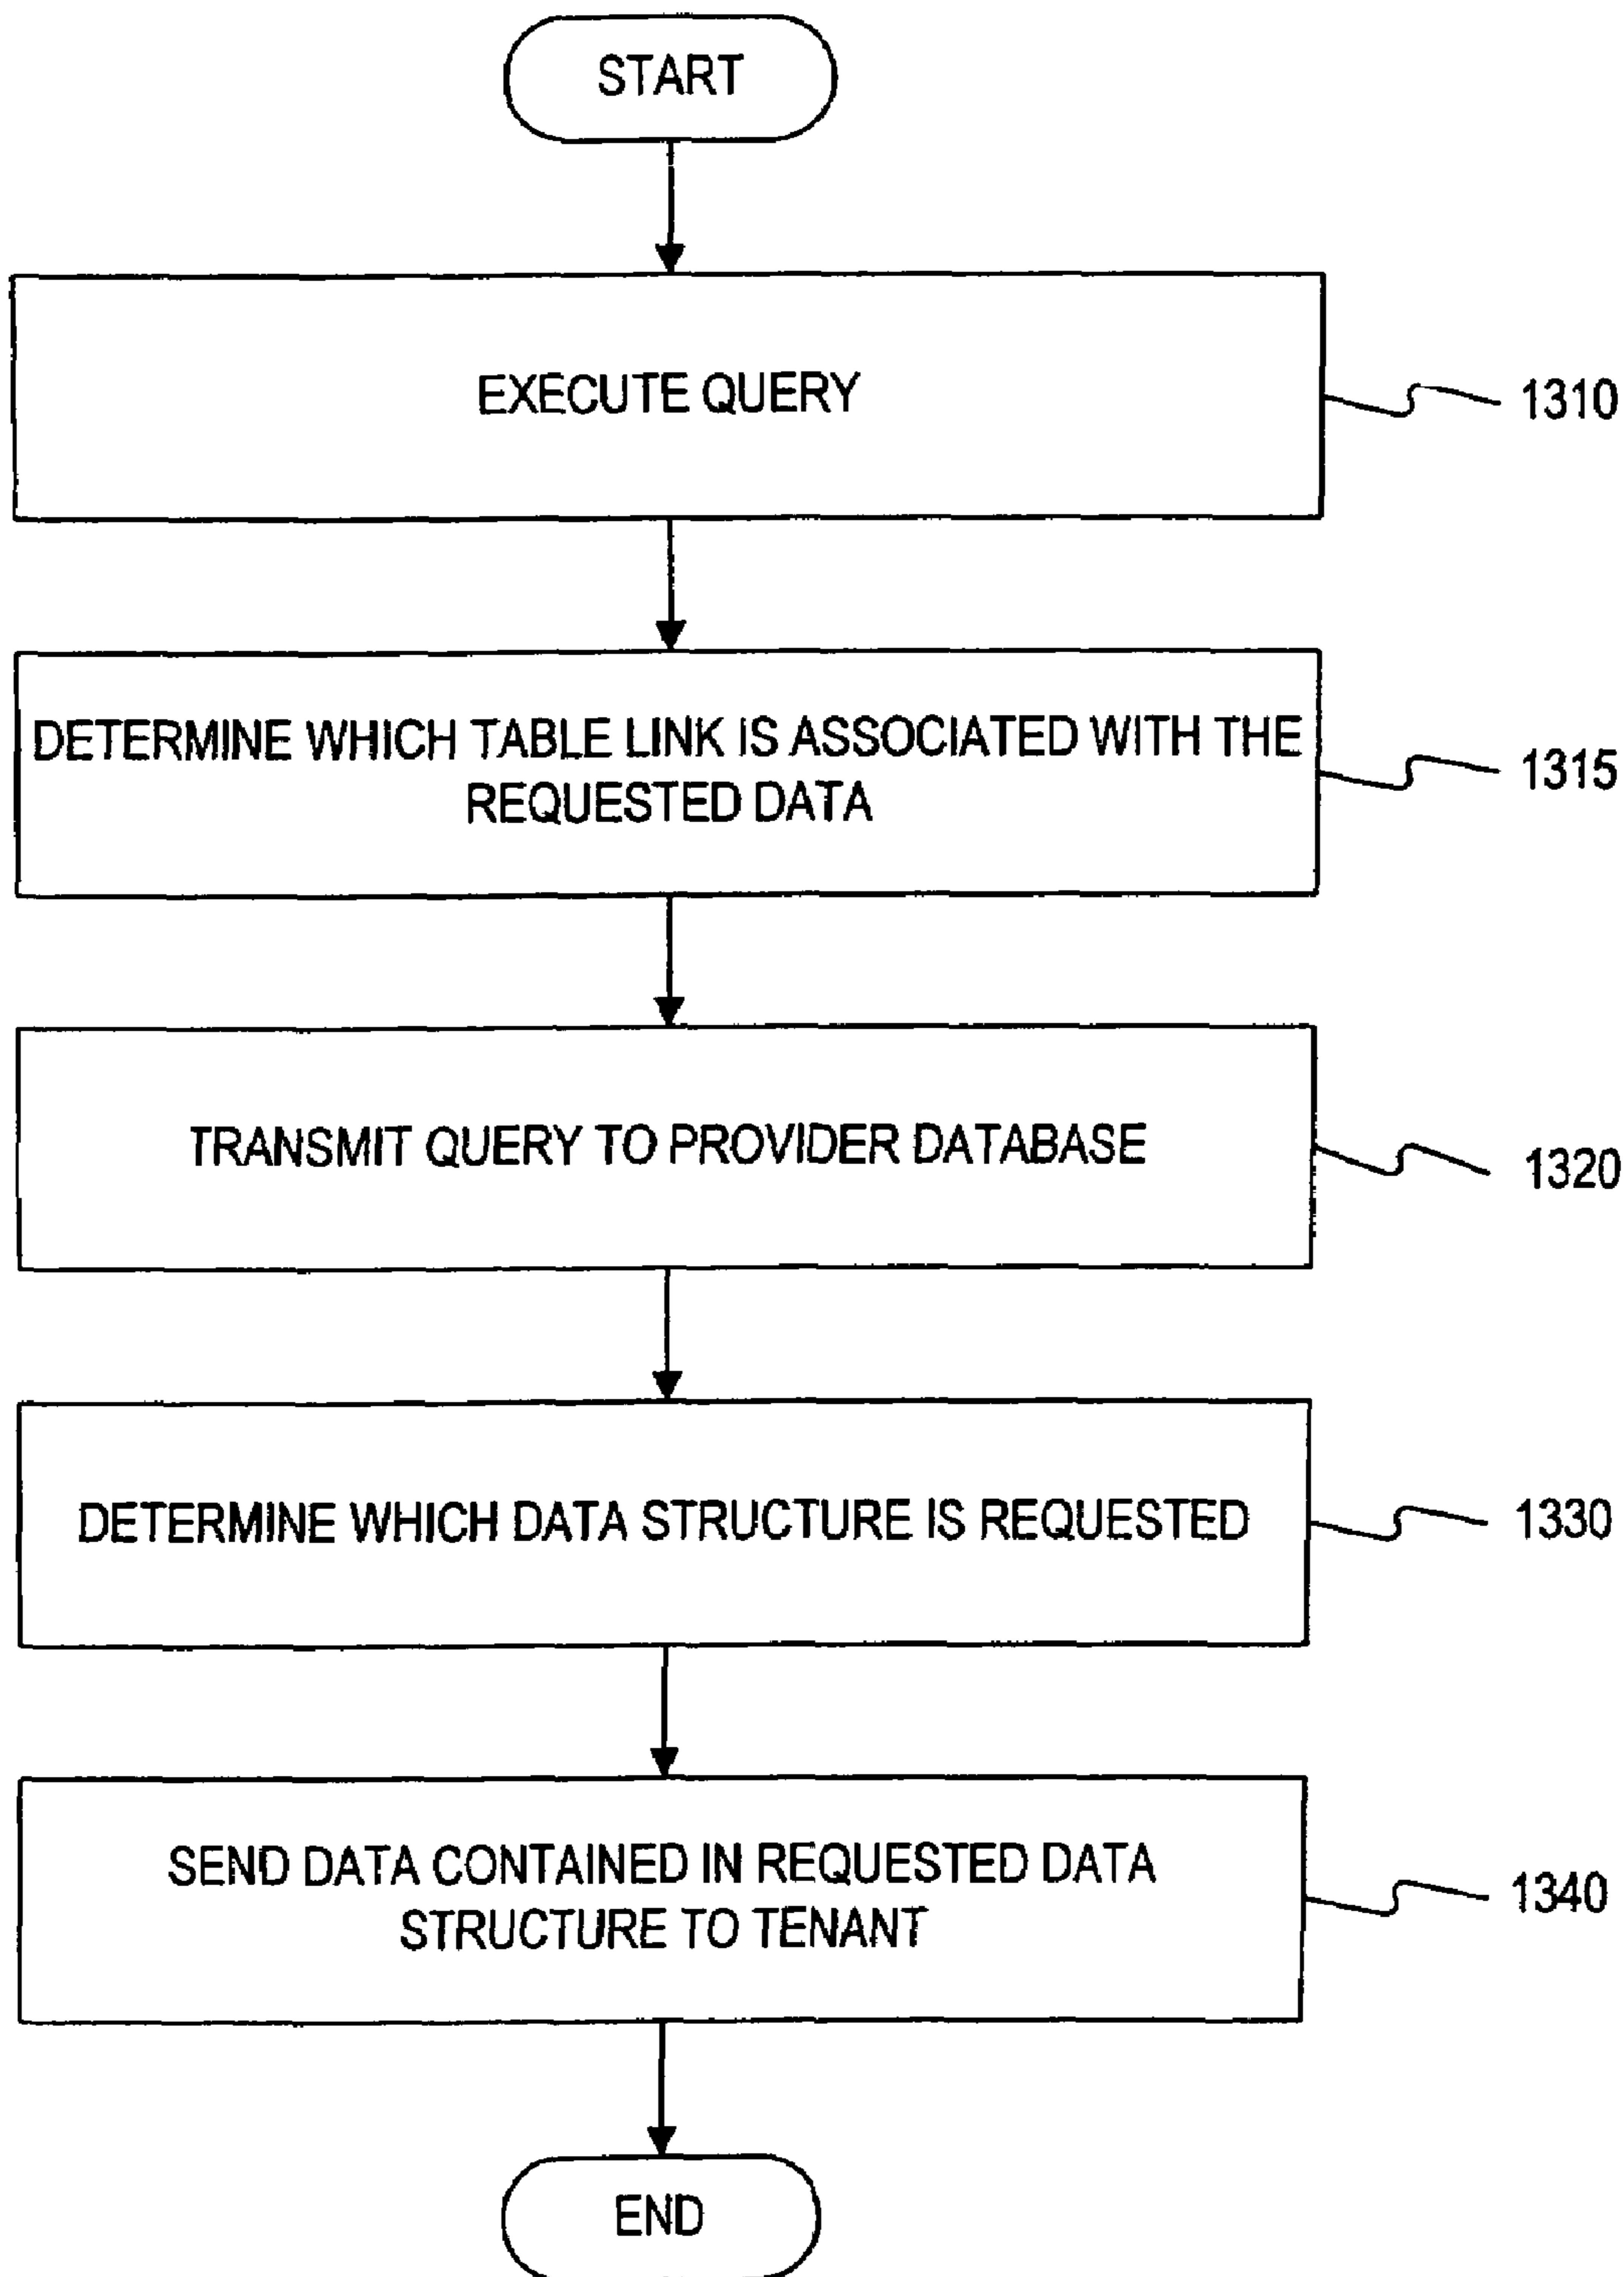 START
EXECUTE QUERY
1310
DETERMINE WHICH TABLE LINK IS ASSOCIATED WITH THE
REQUESTED DATA
1315
TRANSMIT QUERY TO PROVIDER DATABASE
1320
DETERMINE WHICH DATA STRUCTURE IS REQUESTED
1330
SEND DATA CONTAINED IN REQUESTED DATA
STRUCTURE TO TENANT
1340
END